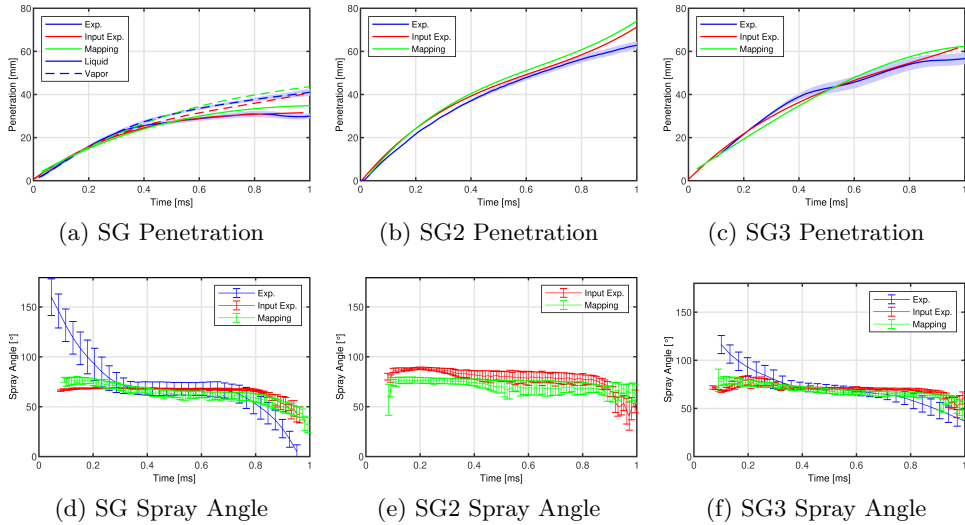 80
60
40
20
0
Penetration [mm]
Exp.
Input Exp.
Mapping
Liquid
Vapor
0 0.2 0.4 0.6 0.8 1
Time [ms]
(a) SG Penetration
80
60
40
20
0
Penetration [mm]
Exp.
Input Exp.
Mapping
0 0.2 0.4 0.6 0.8 1
Time [ms]
(b) SG2 Penetration
80
60
40
20
0
Penetration [mm]
Exp.
Input Exp.
Mapping
0 0.2 0.4 0.6 0.8 1
Time [ms]
(c) SG3 Penetration
150
100
50
0
Spray Angle [°]
Exp.
Input Exp.
Mapping
0 0.2 0.4 0.6 0.8 1
Time [ms]
(d) SG Spray Angle
150
100
50
0
Spray Angle [°]
Input Exp.
Mapping
0 0.2 0.4 0.6 0.8 1
Time [ms]
(e) SG2 Spray Angle
150
100
50
0
Spray Angle [°]
Exp.
Input Exp.
Mapping
0 0.2 0.4 0.6 0.8 1
Time [ms]
(f) SG3 Spray Angle